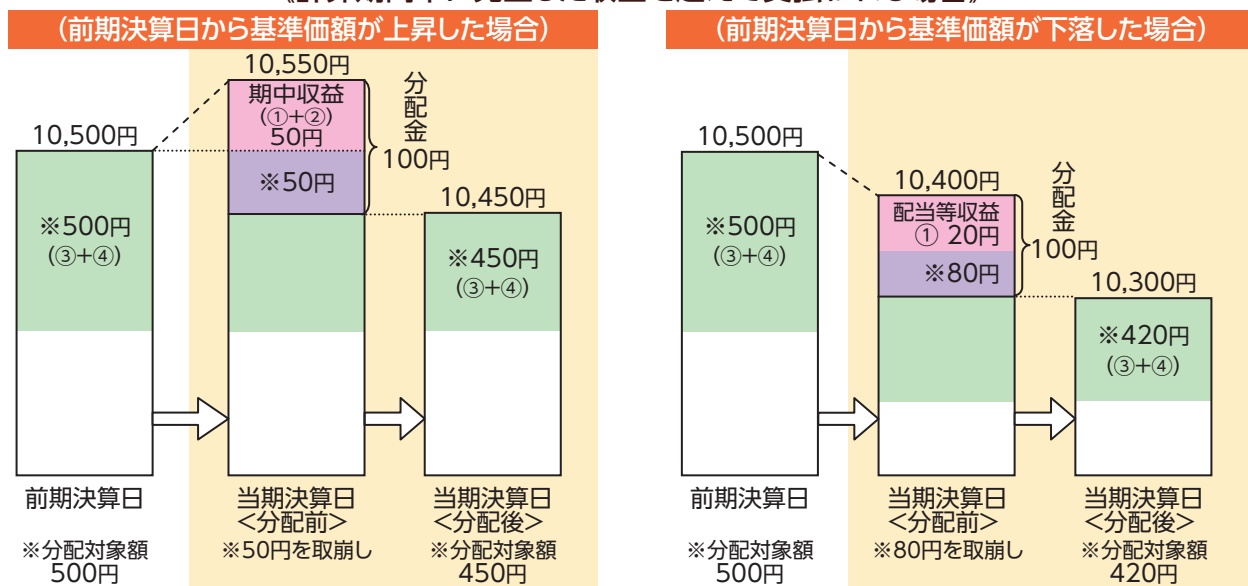 (前期決算日から基準価額が上昇した場合)
10,550円
期中収益
(①+②)
50円
分配金
100円
10,500円
※50円
10,450円
※500円
(③+④)
※450円
(③+④)
前期決算日
当期決算日
<分配前>
当期決算日
<分配後>
※分配対象額
500円
※50円を取崩し
※分配対象額
450円
(前期決算日から基準価額が下落した場合)
10,500円
10,400円
配当等収益
① 20円
分配金
100円
※80円
10,300円
※500円
(③+④)
※420円
(③+④)
前期決算日
当期決算日
<分配前>
当期決算日
<分配後>
※分配対象額
500円
※80円を取崩し
※分配対象額
420円